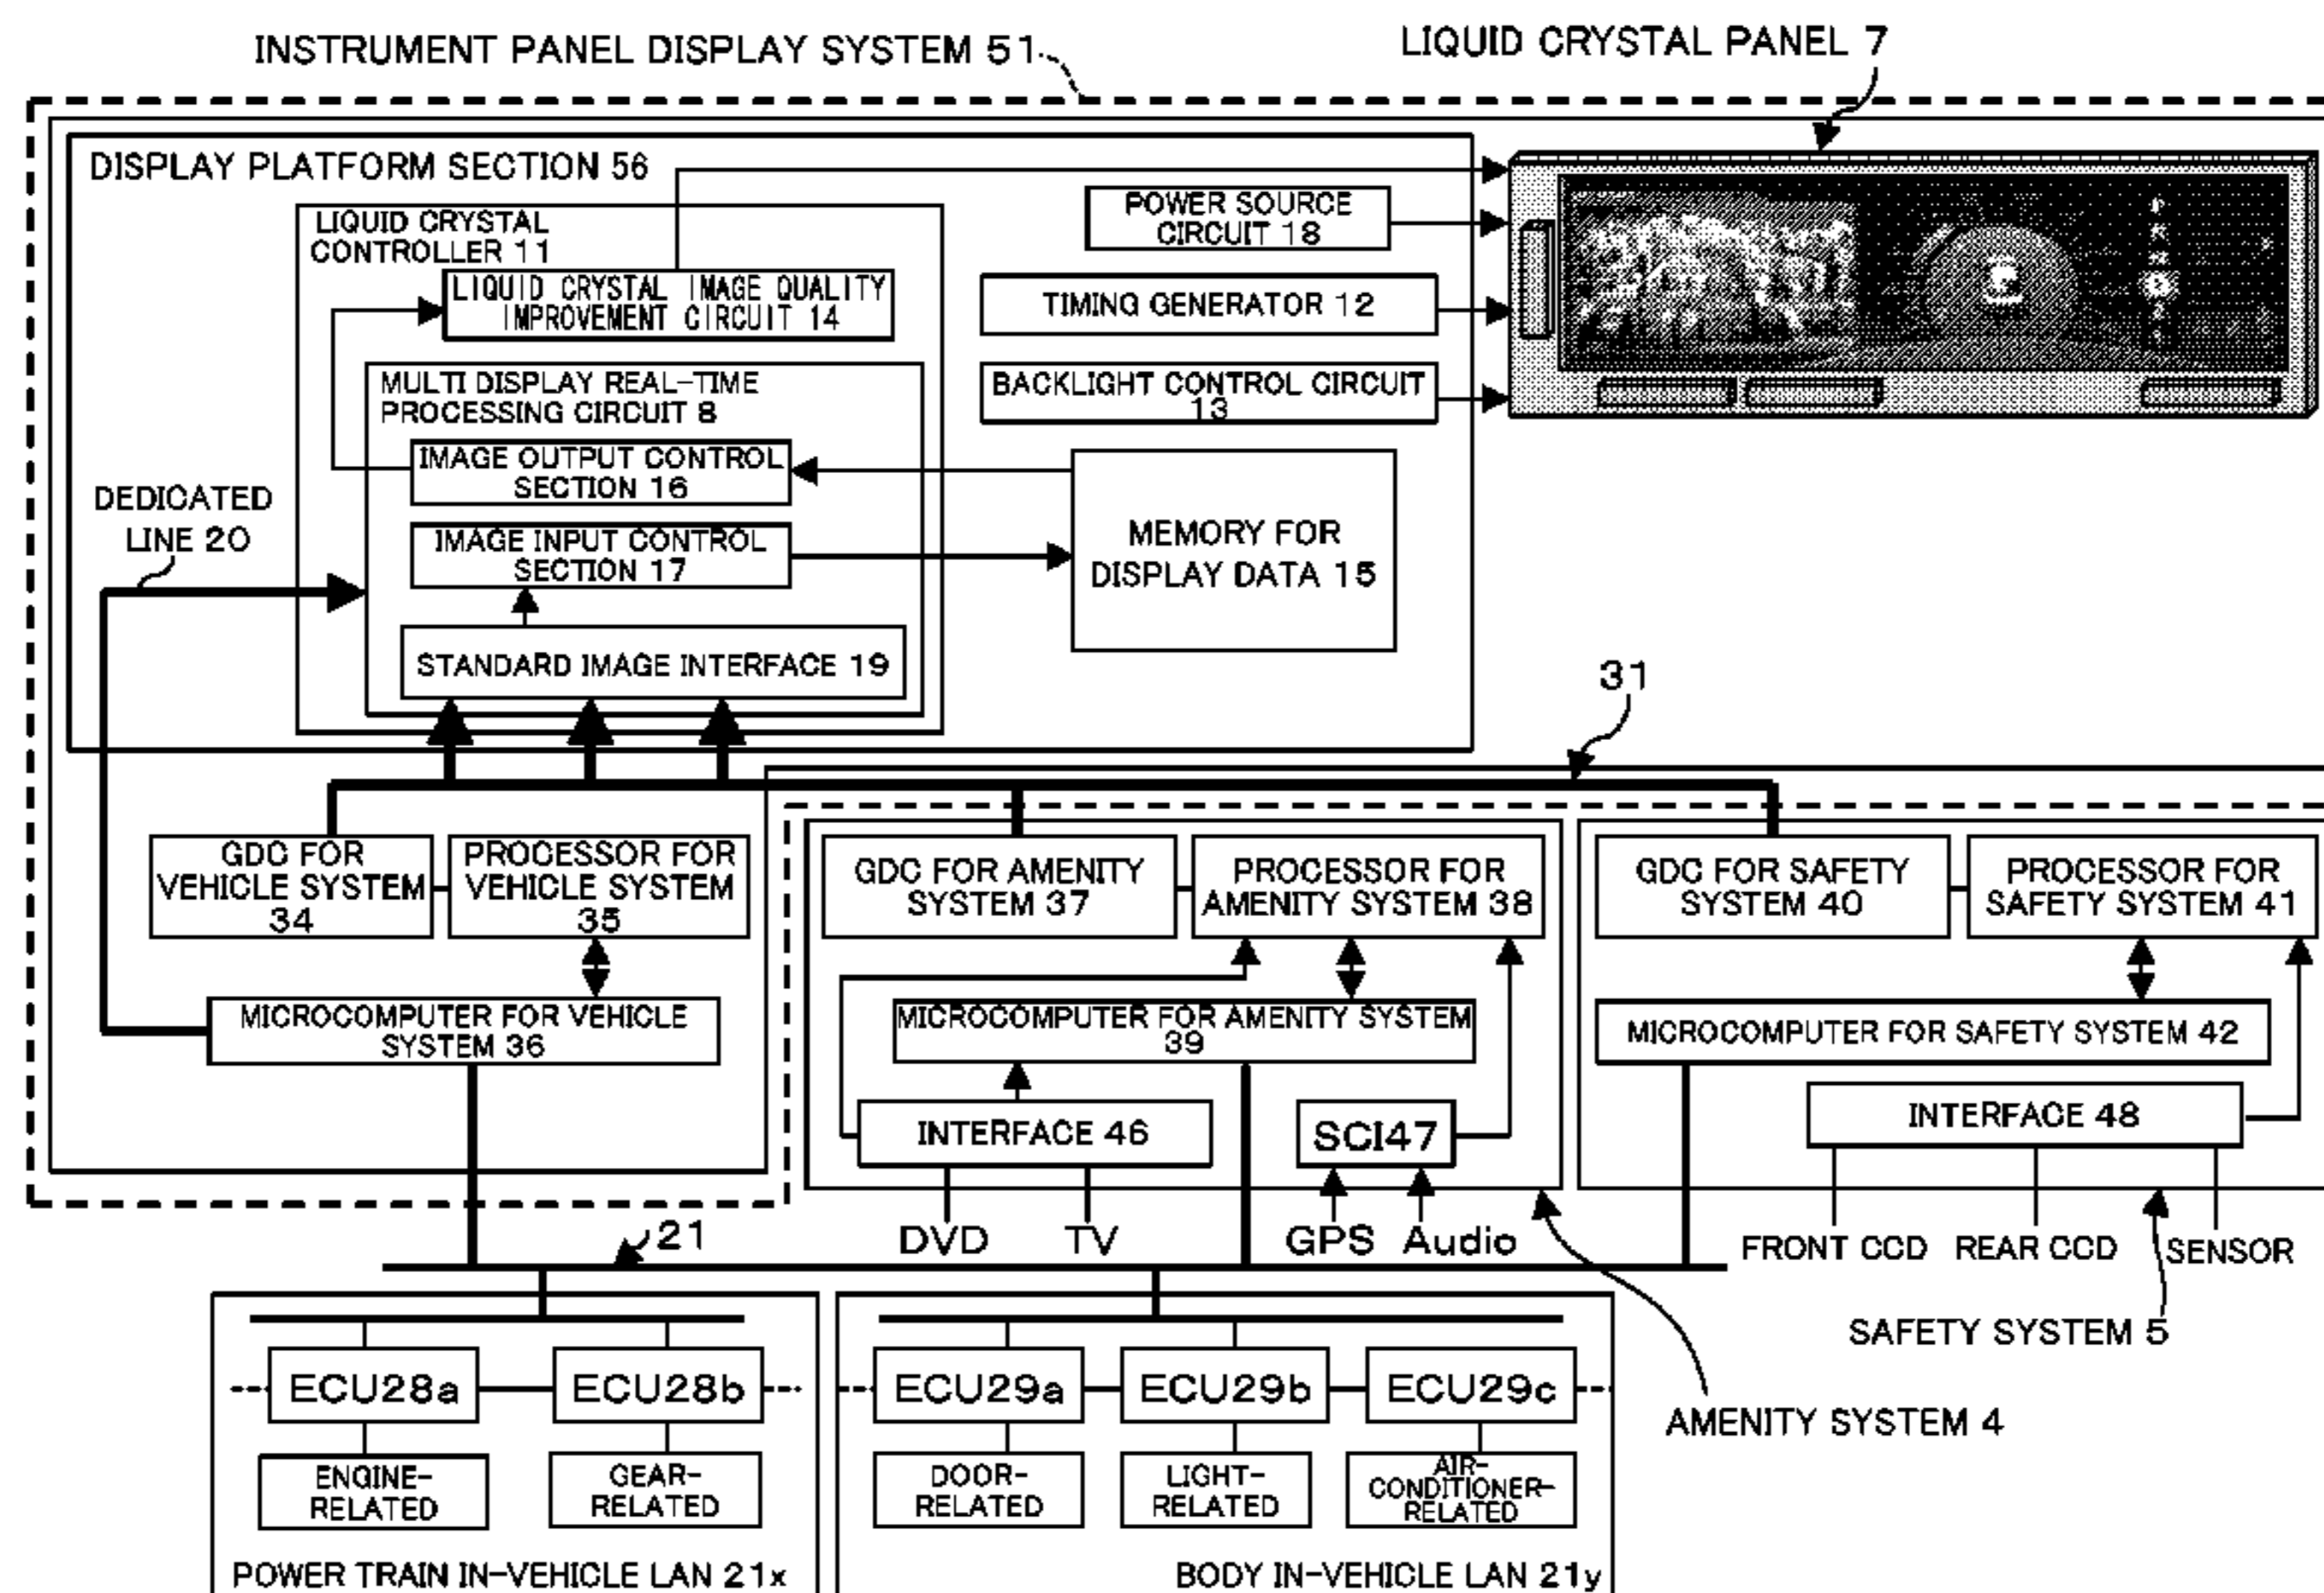 INSTRUMENT PANEL DISPLAY SYSTEM 51
LIQUID CRYSTAL PANEL 7
DISPLAY PLATFORM SECTION 56
LIQUID CRYSTAL
CONTROLLER 11
LIQUID CRYSTAL IMAGE QUALITY
IMPROVEMENT CIRCUIT 14
POWER SOURCE
CIRCUIT 18
TIMING GENERATOR 12
BACKLIGHT CONTROL CIRCUIT
13
MULTI DISPLAY REAL-TIME
PROCESSING CIRCUIT 8
IMAGE OUTPUT CONTROL
SECTION 16
IMAGE INPUT CONTROL
SECTION 17
MEMORY FOR
DISPLAY DATA 15
DEDICATED
LINE 20
STANDARD IMAGE INTERFACE 19
31
GDC FOR
VEHICLE SYSTEM
34
PROCESSOR FOR
VEHICLE SYSTEM
35
GDC FOR AMENITY
SYSTEM 37
PROCESSOR FOR
AMENITY SYSTEM 38
GDC FOR SAFETY
SYSTEM 40
PROCESSOR FOR
SAFETY SYSTEM 41
MICROCOMPUTER FOR VEHICLE
SYSTEM 36
MICROCOMPUTER FOR AMENITY SYSTEM
39
MICROCOMPUTER FOR SAFETY SYSTEM 42
INTERFACE 46
SCI47
INTERFACE 48
DVD
TV
GPS
Audio
FRONT CCD
REAR CCD
SENSOR
21
SAFETY SYSTEM 5
AMENITY SYSTEM 4
ECU28a
ECU28b
ECU29a
ECU29b
ECU29c
ENGINE-
RELATED
GEAR-
RELATED
DOOR-
RELATED
LIGHT-
RELATED
AIR-
CONDITIONER-
RELATED
POWER TRAIN IN-VEHICLE LAN 21x
BODY IN-VEHICLE LAN 21y